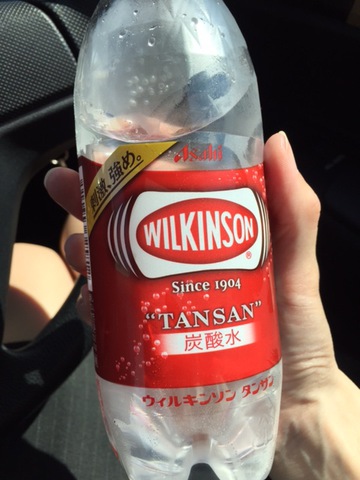 Asahi
刺激、強め。
WILKINSON
®
Since 1904
"TANSAN"
炭酸水
ウィルキンソン タンサン